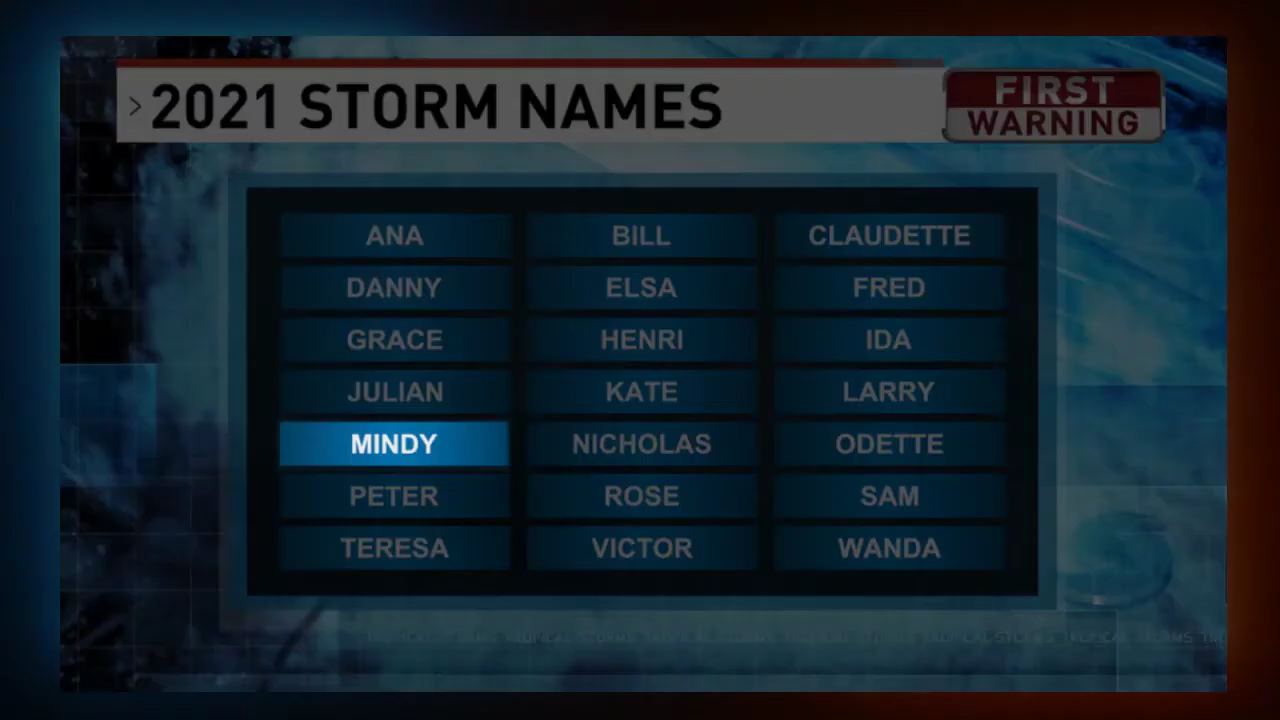 > 2021 STORM NAMES
FIRST
WARNING
ANA BILL CLAUDETTE
DANNY ELSA FRED
GRACE HENRI IDA
JULIAN KATE LARRY
MINDY NICHOLAS ODETTE
PETER ROSE SAM
TERESA VICTOR WANDA